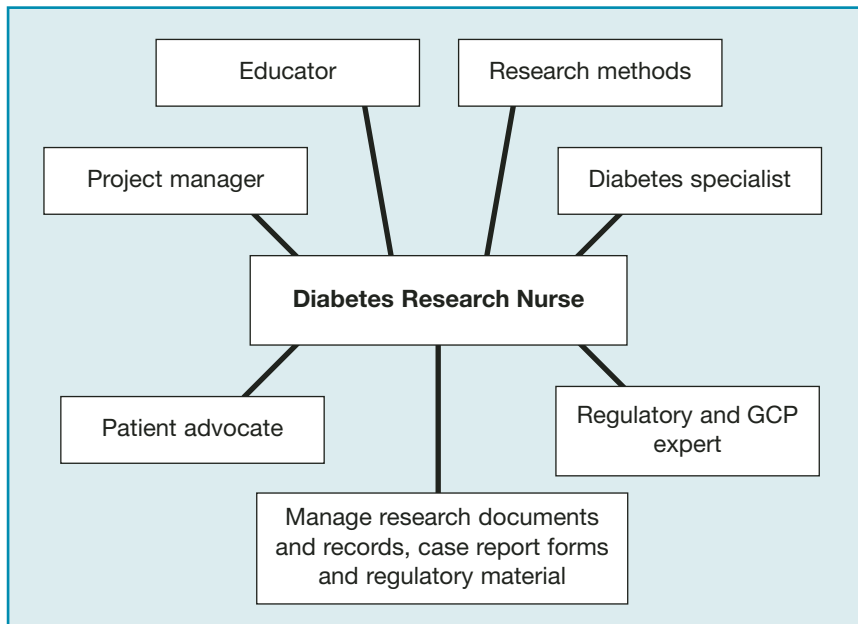 Educator
Research methods
Project manager
Diabetes specialist
Diabetes Research Nurse
Patient advocate
Regulatory and GCP
expert
Manage research documents
and records, case report forms
and regulatory material